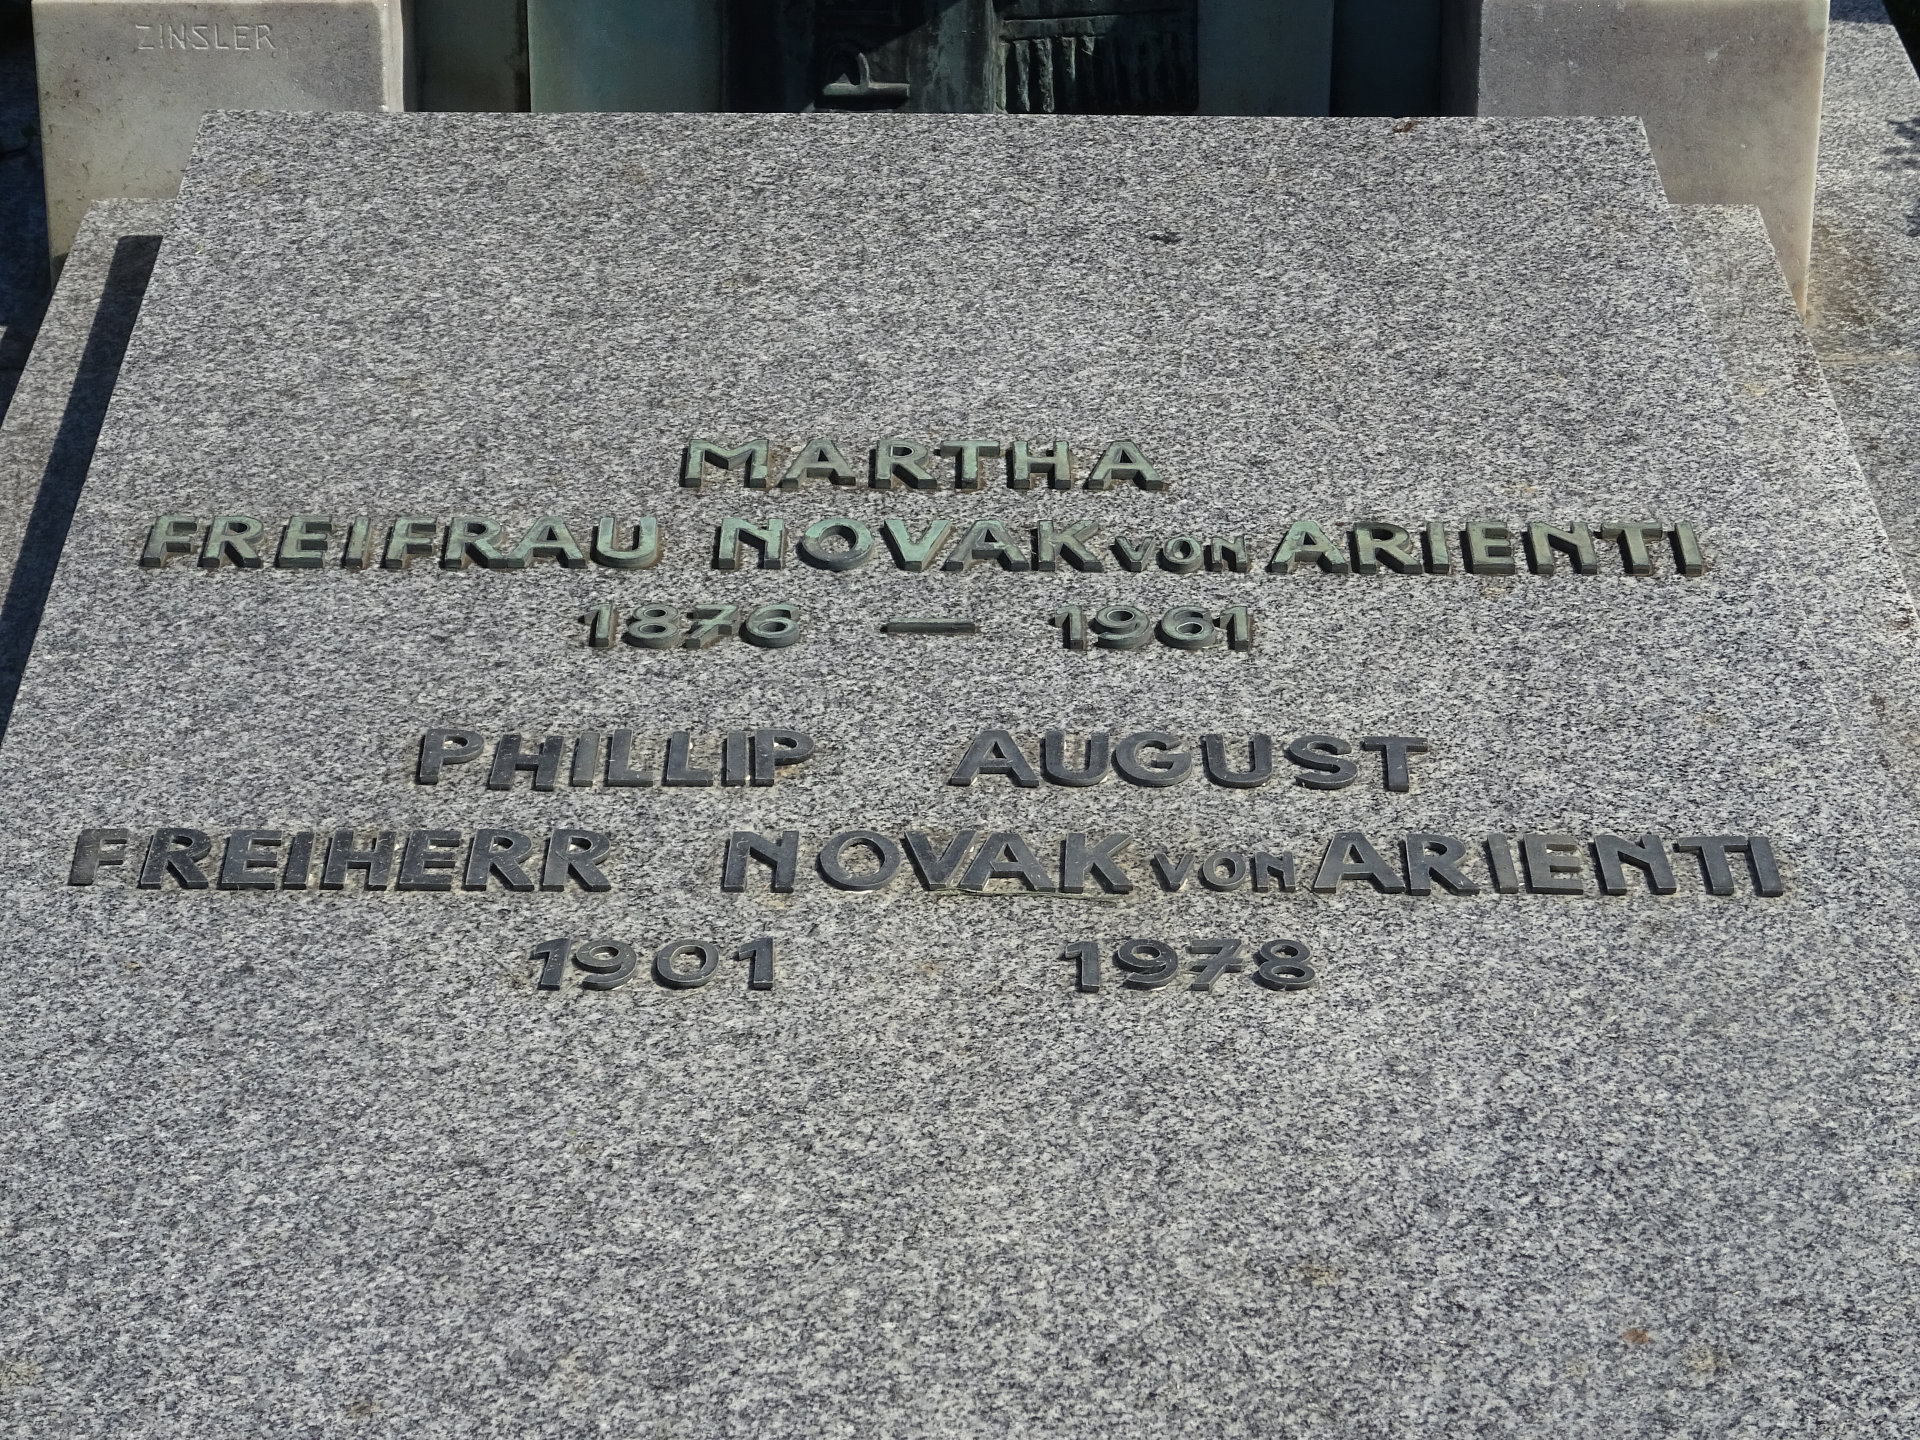 ZINSLER
MARTHA
FREIFRAU NOVAK VON ARIENTI
1876 — 1961
PHILLIP AUGUST
FREIHERR NOVAK VON ARIENTI
1901 1978